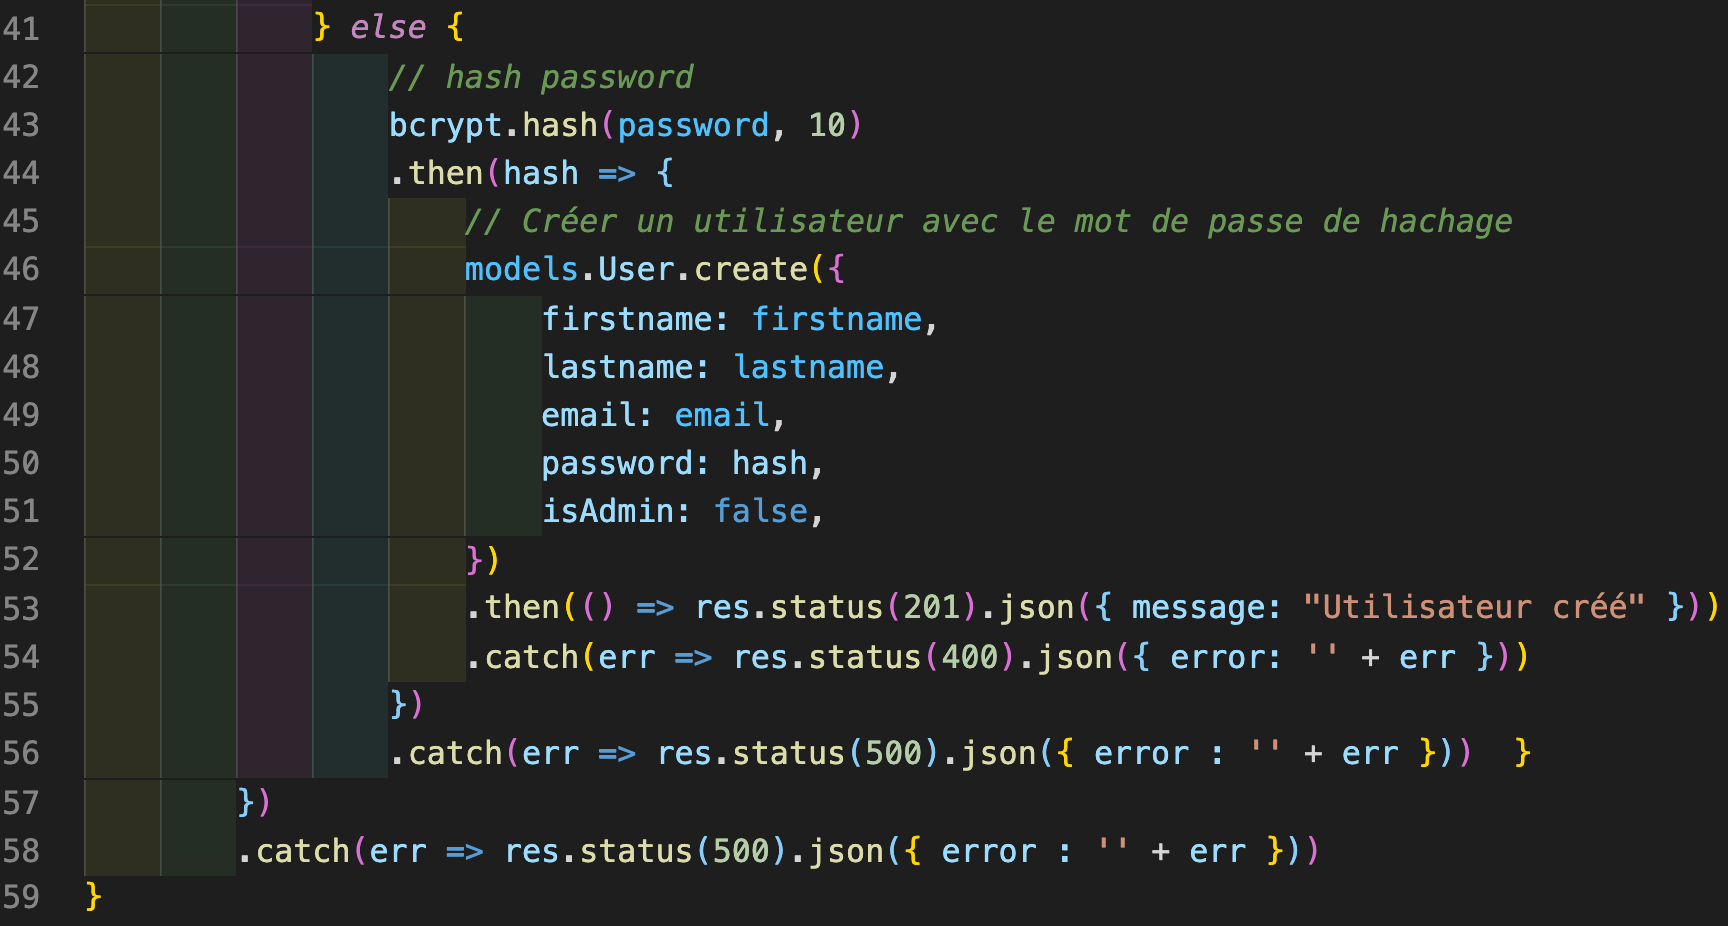 41 } else {
42 // hash password
43 bcrypt.hash(password, 10)
44 .then(hash => {
45 // Créer un utilisateur avec le mot de passe de hachage
46 models.User.create({
47 firstname: firstname,
48 lastname: lastname,
49 email: email,
50 password: hash,
51 isAdmin: false,
52 })
53 .then(() => res.status(201).json({ message: "Utilisateur créé" }))
54 .catch(err => res.status(400).json({ error: '' + err }))
55 })
56 .catch(err => res.status(500).json({ error : '' + err }))  }
57 })
58 .catch(err => res.status(500).json({ error : '' + err }))
59 }